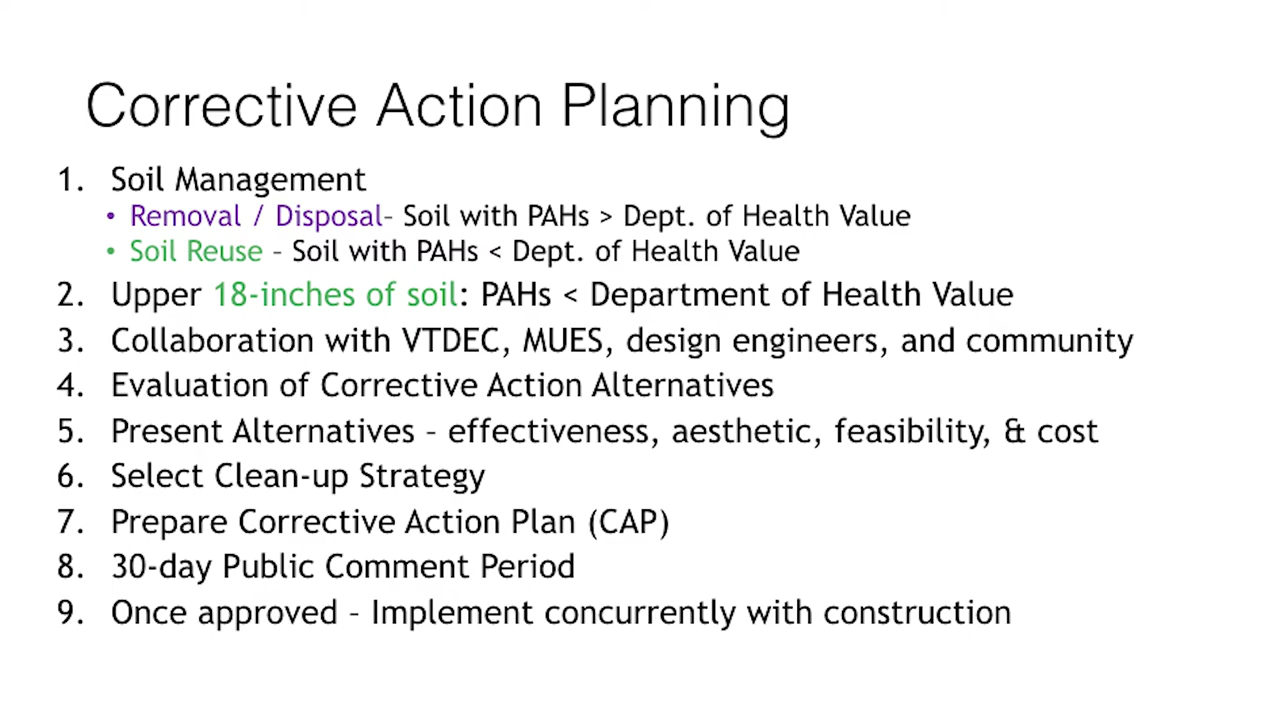 Corrective Action Planning
1. Soil Management
• Removal / Disposal– Soil with PAHs > Dept. of Health Value
• Soil Reuse – Soil with PAHs < Dept. of Health Value
2. Upper 18-inches of soil: PAHs < Department of Health Value
3. Collaboration with VTDEC, MUES, design engineers, and community
4. Evaluation of Corrective Action Alternatives
5. Present Alternatives – effectiveness, aesthetic, feasibility, & cost
6. Select Clean-up Strategy
7. Prepare Corrective Action Plan (CAP)
8. 30-day Public Comment Period
9. Once approved – Implement concurrently with construction